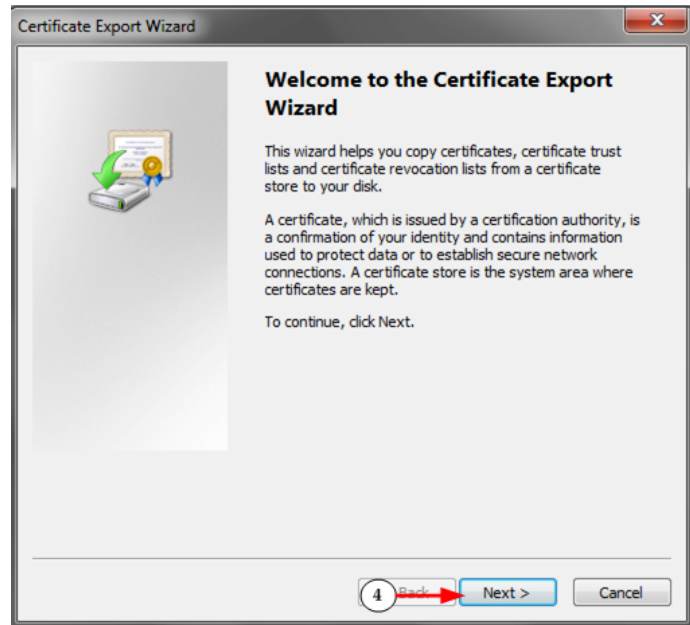 Certificate Export Wizard
Welcome to the Certificate Export
Wizard
This wizard helps you copy certificates, certificate trust
lists and certificate revocation lists from a certificate
store to your disk.
A certificate, which is issued by a certification authority, is
a confirmation of your identity and contains information
used to protect data or to establish secure network
connections. A certificate store is the system area where
certificates are kept.
To continue, click Next.
4 Back Next > Cancel